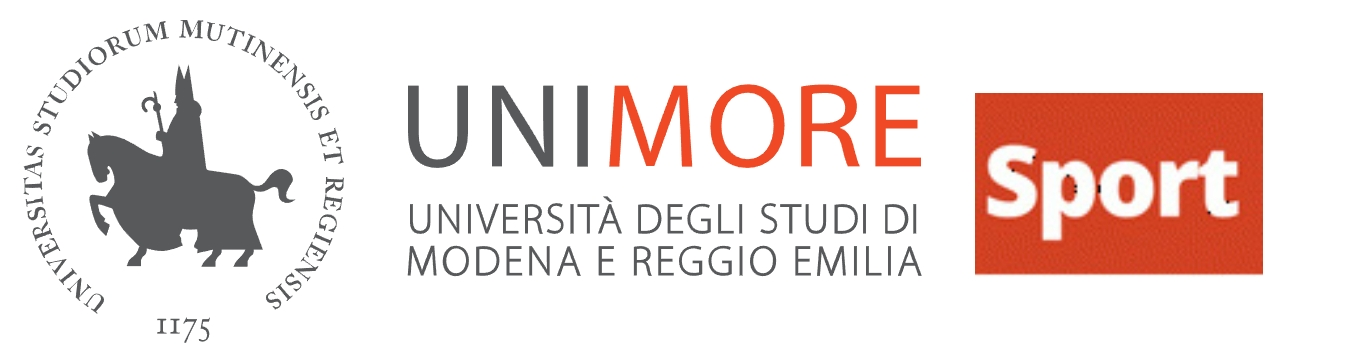 UNIVERSITAS STUDIORUM MUTINENSIS ET REGIENSIS
1175
UNIMORE
UNIVERSITÀ DEGLI STUDI DI
MODENA E REGGIO EMILIA
Sport